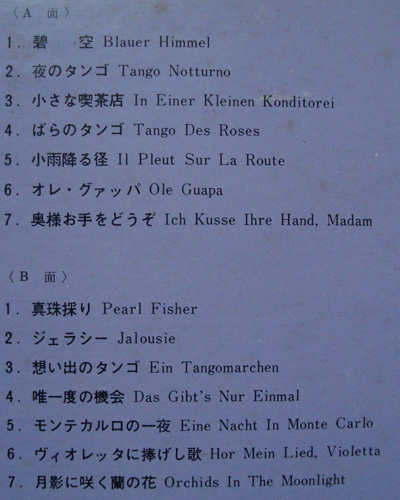 〈A 面〉
1. 碧 空 Blauer Himmel
2. 夜のタンゴ Tango Notturno
3. 小さな喫茶店 In Einer Kleinen Konditorei
4. ばらのタンゴ Tango Des Roses
5. 小雨降る径 Il Pleut Sur La Route
6. オレ・グァッパ Ole Guapa
7. 奥様お手をどうぞ Ich Kusse Ihre Hand, Madam
〈B 面〉
1. 真珠採り Pearl Fisher
2. ジェラシー Jalousie
3. 想い出のタンゴ Ein Tangomarchen
4. 唯一度の機会 Das Gibt's Nur Einmal
5. モンテカルロの一夜 Eine Nacht In Monte Carlo
6. ヴィオレッタに捧げし歌 Hor Mein Lied, Violetta
7. 月影に咲く蘭の花 Orchids In The Moonlight